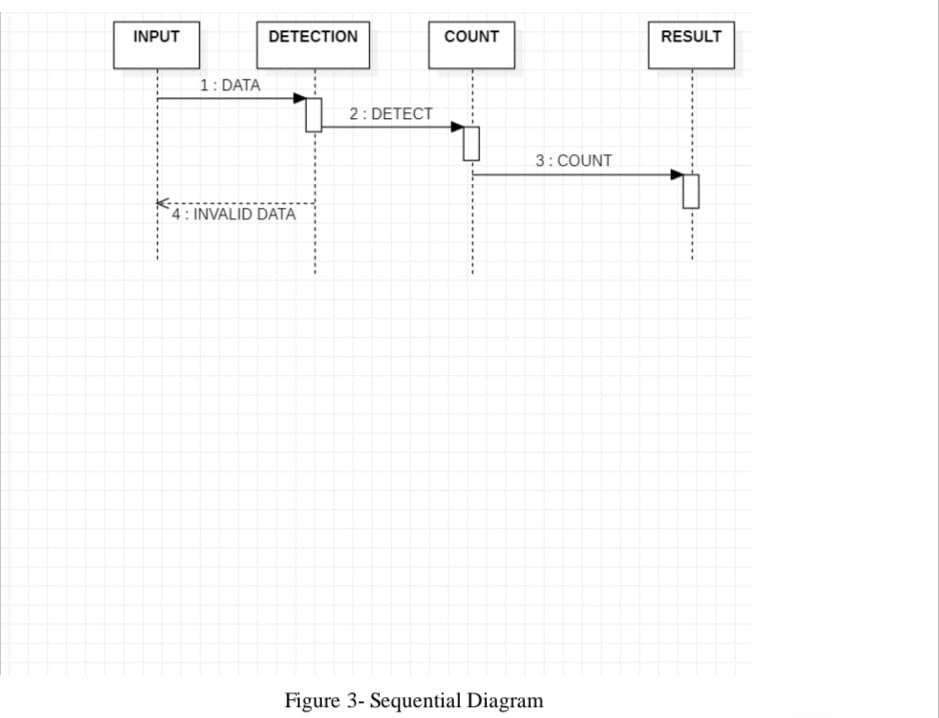 INPUT DETECTION COUNT RESULT
1 : DATA
2 : DETECT
3 : COUNT
4 : INVALID DATA
Figure 3- Sequential Diagram